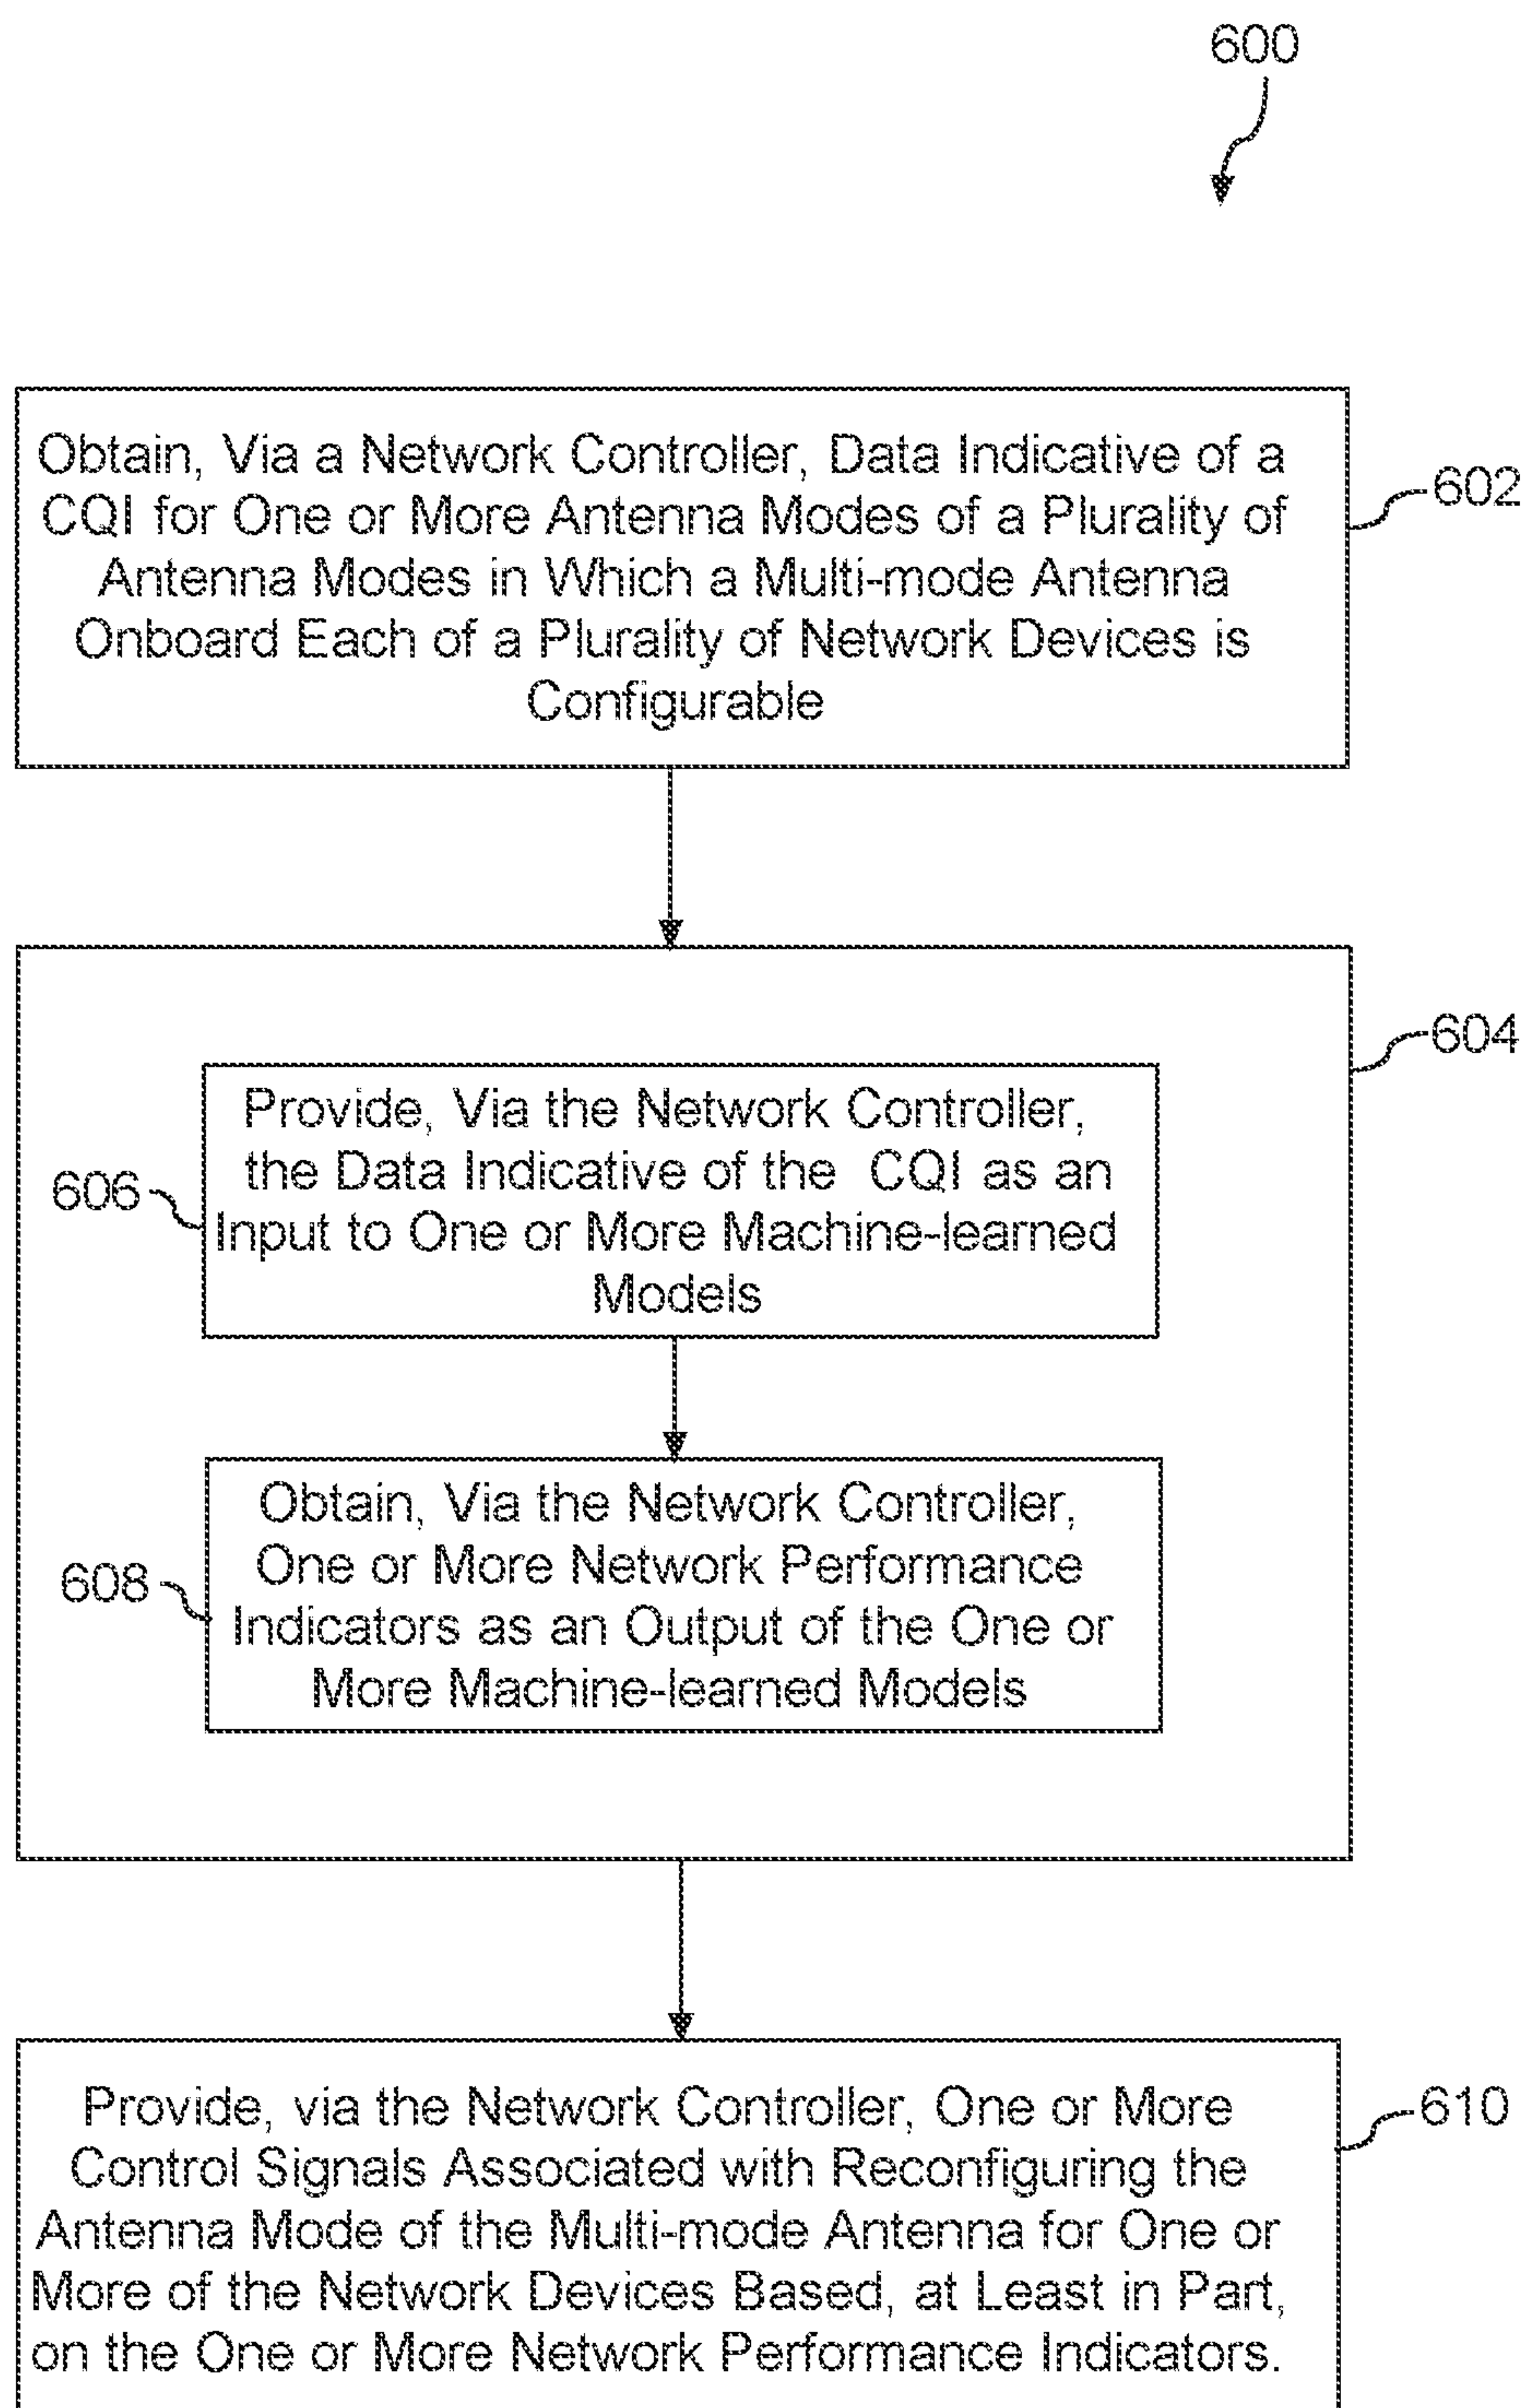 600
Obtain, Via a Network Controller, Data Indicative of a
CQI for One or More Antenna Modes of a Plurality of
Antenna Modes in Which a Multi-mode Antenna
Onboard Each of a Plurality of Network Devices is
Configurable
602
604
Provide, Via the Network Controller,
the Data Indicative of the CQI as an
Input to One or More Machine-learned
Models
606
Obtain, Via the Network Controller,
One or More Network Performance
Indicators as an Output of the One or
More Machine-learned Models
608
Provide, via the Network Controller, One or More
Control Signals Associated with Reconfiguring the
Antenna Mode of the Multi-mode Antenna for One or
More of the Network Devices Based, at Least in Part,
on the One or More Network Performance Indicators.
610